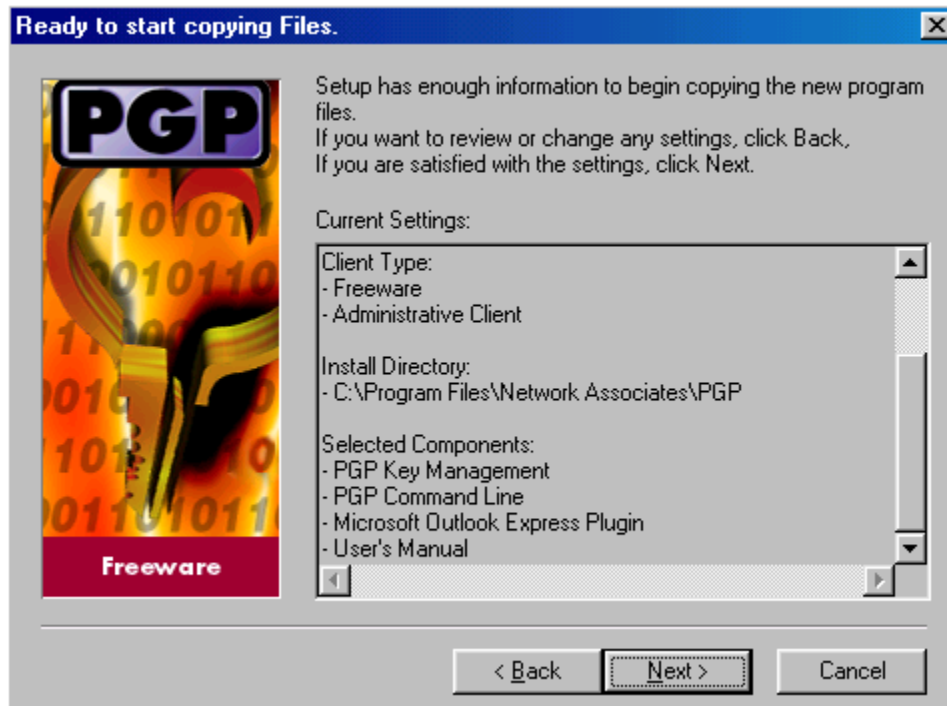 Ready to start copying Files.
PGP
1101011
0010110
Freeware
Setup has enough information to begin copying the new program
files.
If you want to review or change any settings, click Back,
If you are satisfied with the settings, click Next.
Current Settings:
Client Type:
- Freeware
- Administrative Client
Install Directory:
- C:\Program Files\Network Associates\PGP
Selected Components:
- PGP Key Management
- PGP Command Line
- Microsoft Outlook Express Plugin
- User's Manual
< Back
Next >
Cancel